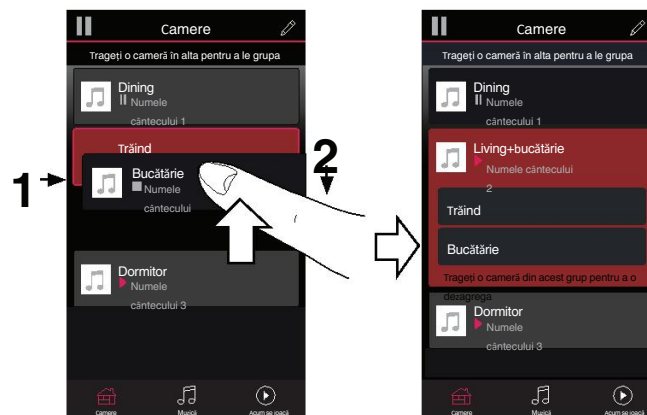 Camere
Trageți o cameră în alta pentru a le grupa
Dining
Numele
cântecului 1
Trăind
Bucătărie
Numele
cântecului
Dormitor
Numele
cântecului 3
Camere
Muzică
Acum se joacă
1
2
Camere
Trageți o cameră în alta pentru a le grupa
Dining
Numele
cântecului 1
Living+bucătărie
Numele cântecului
2
Trăind
Bucătărie
Trageți o cameră din acest grup pentru a o
dezagrega
Dormitor
Numele
cântecului 3
Camere
Muzică
Acum se joacă